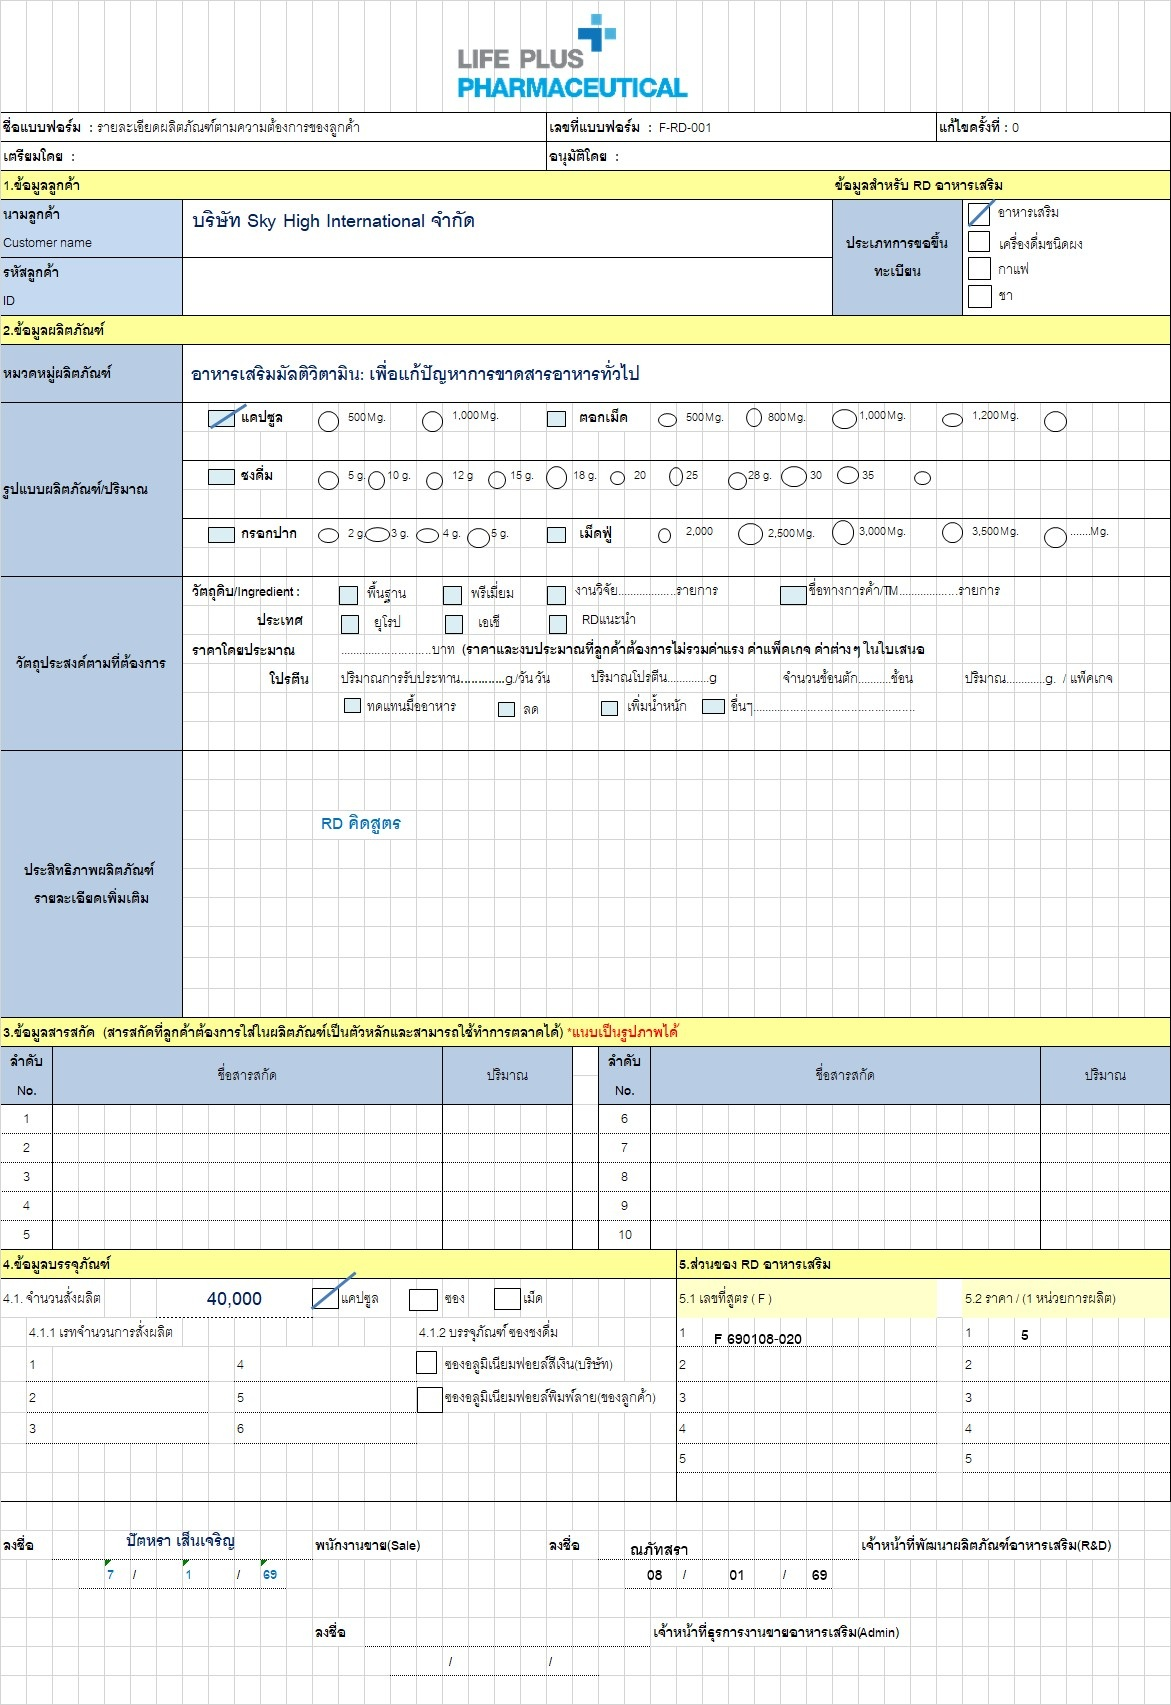 LIFE PLUS
PHARMACEUTICAL
ชื่อแบบฟอร์ม : รายละเอียดผลิตภัณฑ์ตามความต้องการของลูกค้า เลขที่แบบฟอร์ม : F-RD-001 แก้ไขครั้งที่ : 0
เตรียมโดย : อนุมัติโดย :
1.ข้อมูลลูกค้า ข้อมูลสำหรับ RD อาหารเสริม
นามลูกค้า
Customer name
บริษัท Sky High International จำกัด
รหัสลูกค้า
ID
ประเภทการขอขึ้น
ทะเบียน
อาหารเสริม
เครื่องดื่มชนิดผง
กาแฟ
ชา
2.ข้อมูลผลิตภัณฑ์
หมวดหมู่ผลิตภัณฑ์ อาหารเสริมมัลติวิตามิน: เพื่อแก้ปัญหาการขาดสารอาหารทั่วไป
รูปแบบผลิตภัณฑ์/ปริมาณ
แคปซูล 500Mg. 1,000Mg. ตอกเม็ด 500Mg. 800Mg. 1,000Mg. 1,200Mg.
ชงดื่ม 5 g. 10 g. 12 g 15 g. 18 g. 20 25 28 g. 30 35
กรอกปาก 2 g. 3 g. 4 g. 5 g. เม็ดฟู่ 2,000 2,500Mg. 3,000Mg. 3,500Mg. .......Mg.
วัตถุประสงค์ตามที่ต้องการ
วัตถุดิบ/Ingredient : พื้นฐาน พรีเมี่ยม งานวิจัย...................รายการ ชื่อทางการค้า/TM...................รายการ
ประเทศ ยุโรป เอเชี RDแนะนำ
ราคาโดยประมาณ ..............................บาท (ราคาและงบประมาณที่ลูกค้าต้องการไม่รวมค่าแรง ค่าแพ็คเกจ ค่าต่างๆ ในใบเสนอ
โปรตีน ปริมาณการรับประทาน..............g./วัน วัน ปริมาณโปรตีน.............g จำนวนช้อนตัก..........ช้อน ปริมาณ............g. / แพ็คเกจ
ทดแทนมื้ออาหาร ลด เพิ่มน้ำหนัก อื่นๆ................................................
ประสิทธิภาพผลิตภัณฑ์
รายละเอียดเพิ่มเติม
RD คิดสูตร
3.ข้อมูลสารสกัด (สารสกัดที่ลูกค้าต้องการใส่ในผลิตภัณฑ์เป็นตัวหลักและสามารถใช้ทำการตลาดได้) *แนบเป็นรูปภาพได้
ลำดับ
No. ชื่อสารสกัด ปริมาณ ลำดับ
No. ชื่อสารสกัด ปริมาณ
1 6
2 7
3 8
4 9
5 10
4.ข้อมูลบรรจุภัณฑ์ 5.ส่วนของ RD อาหารเสริม
4.1. จำนวนสั่งผลิต 40,000 แคปซูล ซอง เม็ด 5.1 เลขที่สูตร ( F ) 5.2 ราคา / (1 หน่วยการผลิต)
4.1.1 เรทจำนวนการสั่งผลิต 4.1.2 บรรจุภัณฑ์ ซองชงดื่ม 1 F 690108-020 1 5
1 4 ซองอลูมิเนียมฟอยล์สีเงิน(บริษัท) 2 2
2 5 ซองอลูมิเนียมฟอยล์พิมพ์ลาย(ของลูกค้า) 3 3
3 6 4 4
5 5
ลงชื่อ ปัตหรา เส็นเจริญ พนักงานขาย(Sale) ลงชื่อ ณภัทสรา เจ้าหน้าที่พัฒนาผลิตภัณฑ์อาหารเสริม(R&D)
7 / 1 / 69 08 / 01 / 69
ลงชื่อ เจ้าหน้าที่ธุรการงานขายอาหารเสริม(Admin)
/ /